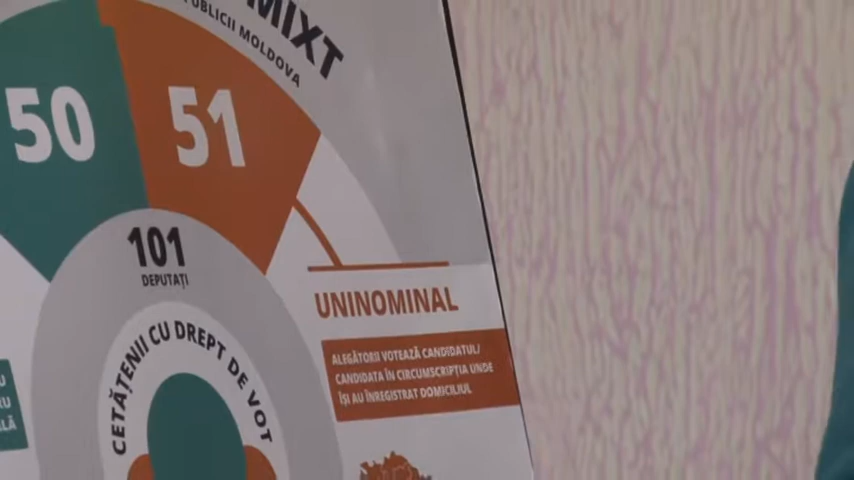 MIXT
PUBLICII MOLDOVA
50
51
101
DEPUTAȚI
CETĂȚENII CU DREPT DE VOT
UNINOMINAL
ALEGĂTORII VOTEAZĂ CANDIDATUL/
CANDIDATA ÎN CIRCUMSCRIPȚIA UNDE
ÎȘI AU ÎNREGISTRAT DOMICILIUL